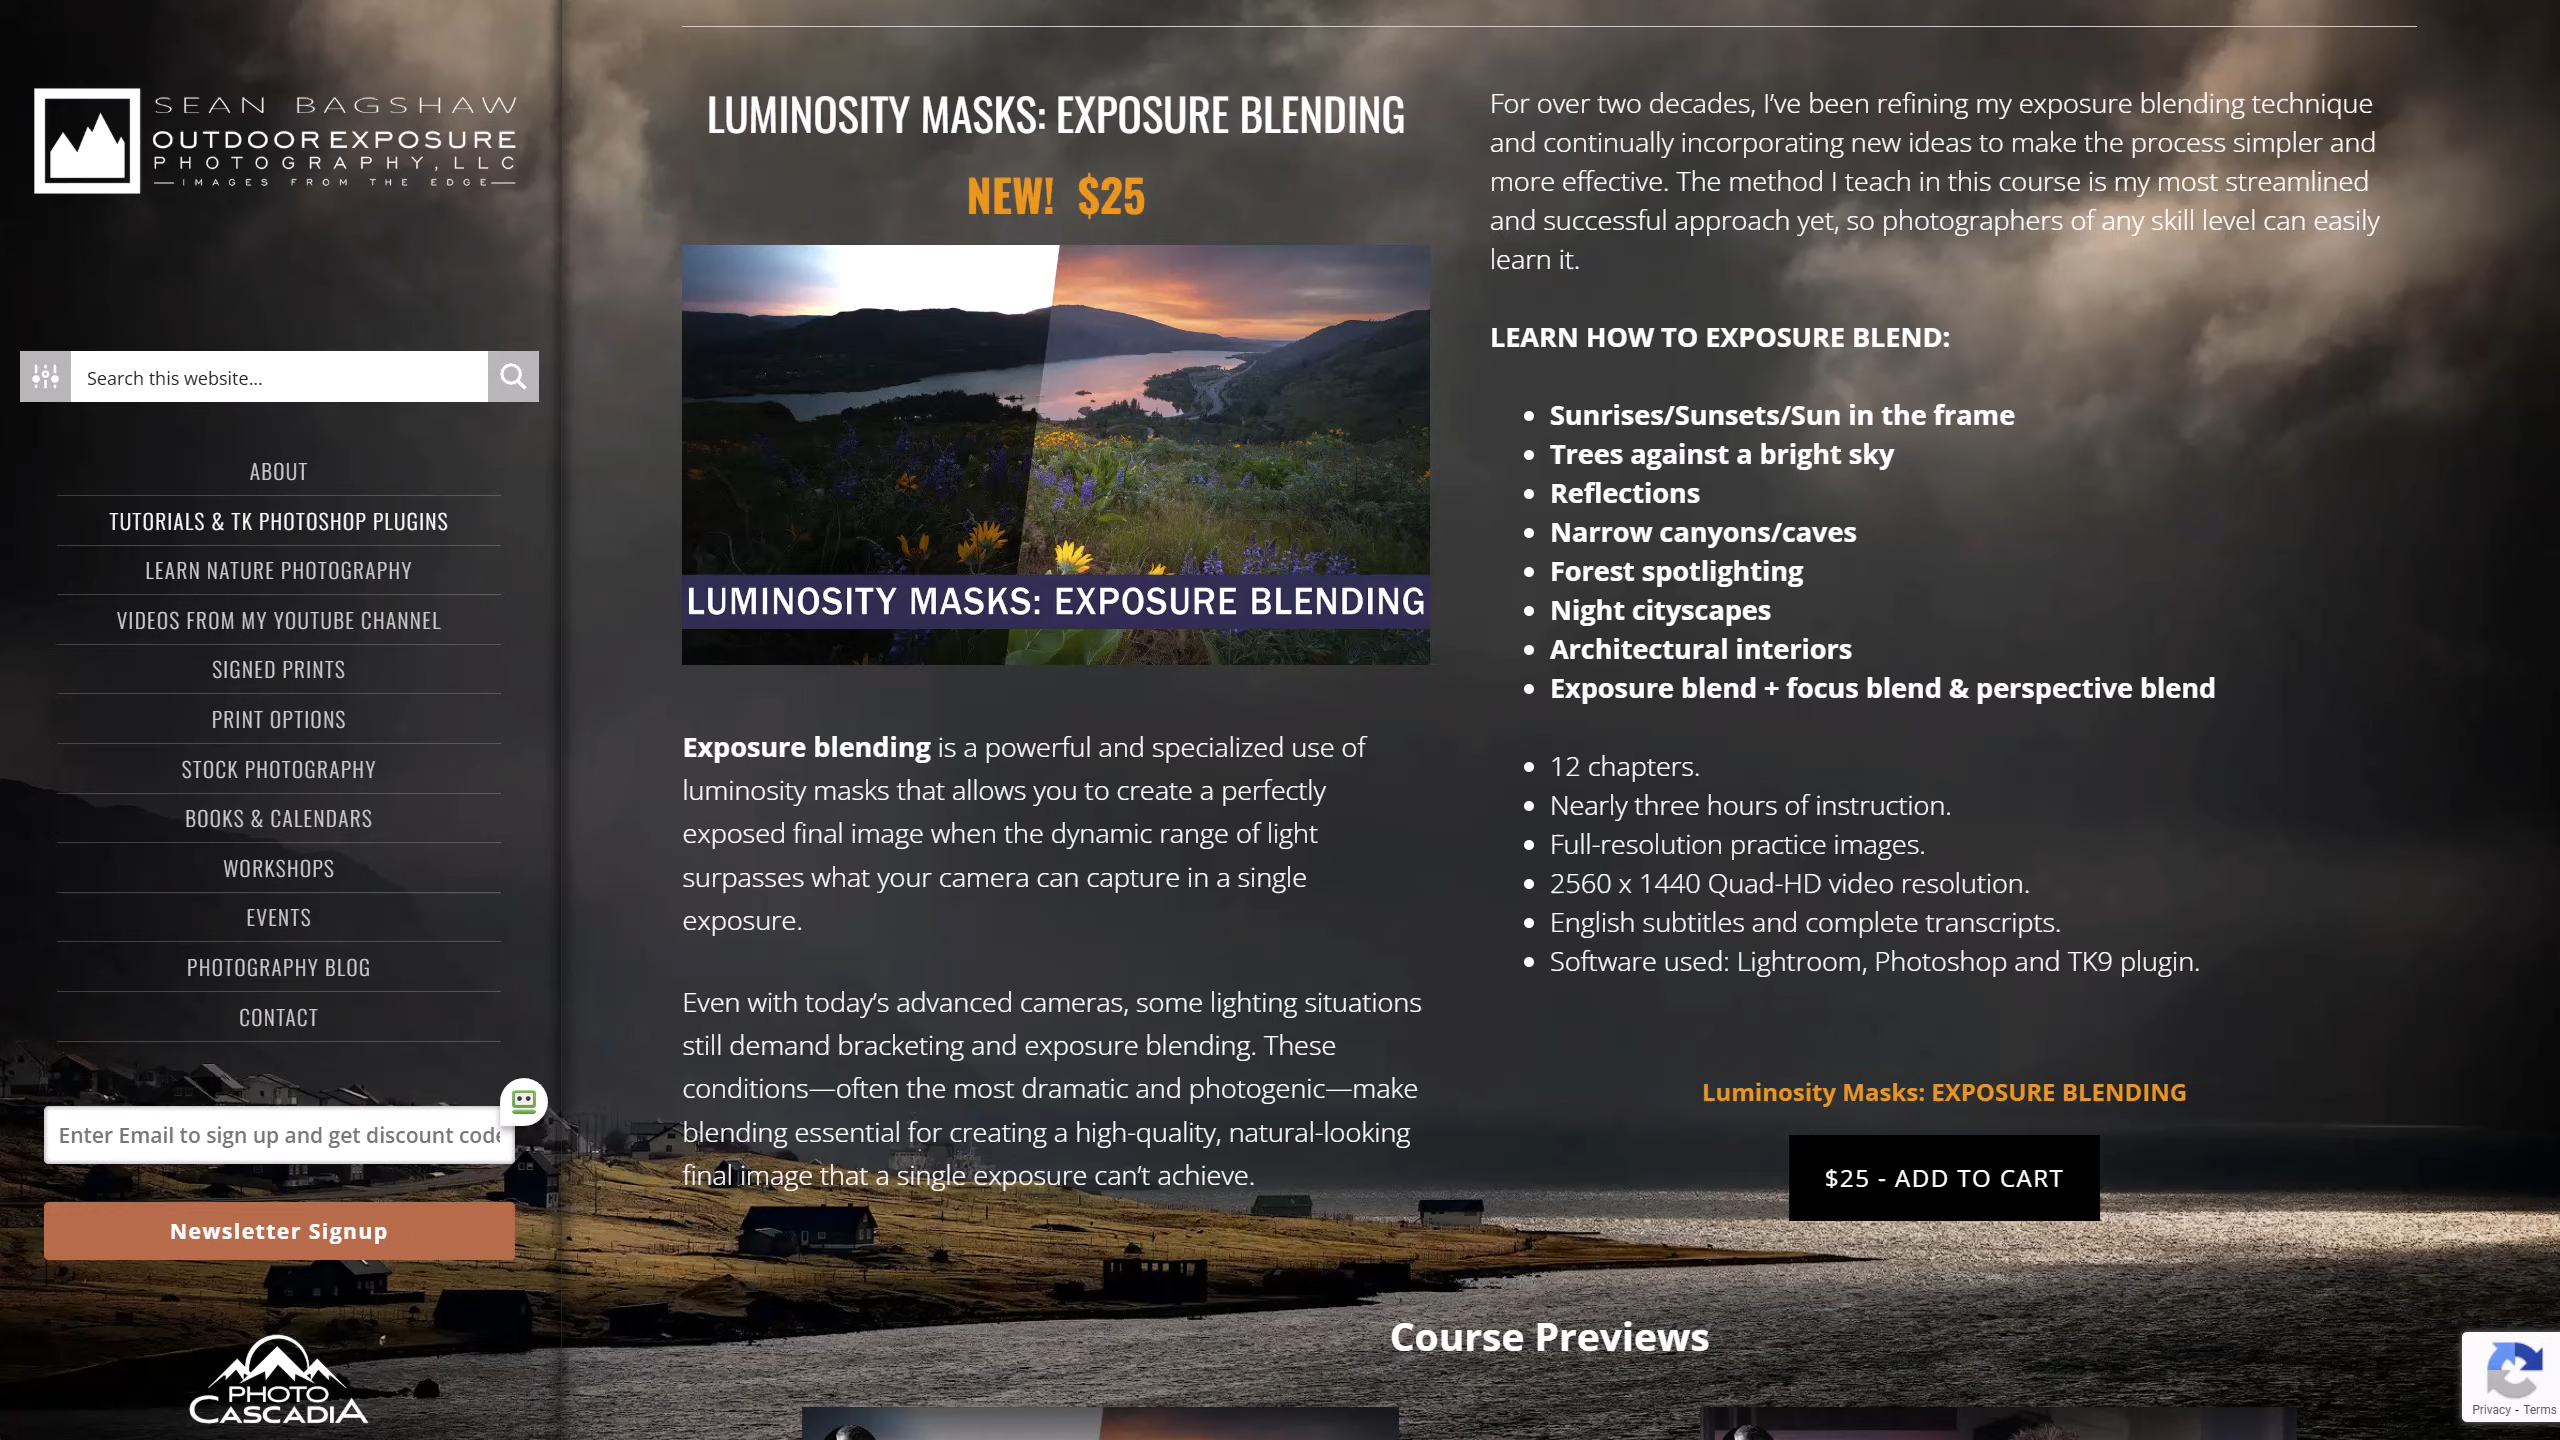 SEAN BAGSHAW
OUTDOOR EXPOSURE
PHOTOGRAPHY, LLC
IMAGES FROM THE EDGE
Search this website...
ABOUT
TUTORIALS & TK PHOTOSHOP PLUGINS
LEARN NATURE PHOTOGRAPHY
VIDEOS FROM MY YOUTUBE CHANNEL
SIGNED PRINTS
PRINT OPTIONS
STOCK PHOTOGRAPHY
BOOKS & CALENDARS
WORKSHOPS
EVENTS
PHOTOGRAPHY BLOG
CONTACT
Enter Email to sign up and get discount code
Newsletter Signup
PHOTO
CASCADIA
LUMINOSITY MASKS: EXPOSURE BLENDING
NEW! $25
LUMINOSITY MASKS: EXPOSURE BLENDING
Exposure blending is a powerful and specialized use of
luminosity masks that allows you to create a perfectly
exposed final image when the dynamic range of light
surpasses what your camera can capture in a single
exposure.
Even with today’s advanced cameras, some lighting situations
still demand bracketing and exposure blending. These
conditions—often the most dramatic and photogenic—make
blending essential for creating a high-quality, natural-looking
final image that a single exposure can’t achieve.
For over two decades, I’ve been refining my exposure blending technique
and continually incorporating new ideas to make the process simpler and
more effective. The method I teach in this course is my most streamlined
and successful approach yet, so photographers of any skill level can easily
learn it.
LEARN HOW TO EXPOSURE BLEND:
Sunrises/Sunsets/Sun in the frame
Trees against a bright sky
Reflections
Narrow canyons/caves
Forest spotlighting
Night cityscapes
Architectural interiors
Exposure blend + focus blend & perspective blend
12 chapters.
Nearly three hours of instruction.
Full-resolution practice images.
2560 x 1440 Quad-HD video resolution.
English subtitles and complete transcripts.
Software used: Lightroom, Photoshop and TK9 plugin.
Luminosity Masks: EXPOSURE BLENDING
$25 - ADD TO CART
Course Previews
Privacy - Terms